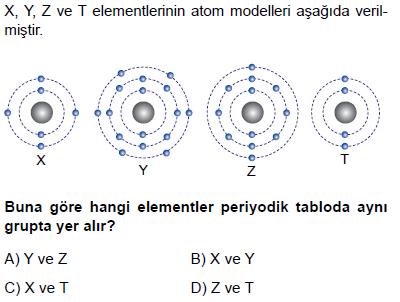 X, Y, Z ve T elementlerinin atom modelleri aşağıda veril-
miştir.
X
Y
Z
T
Buna göre hangi elementler periyodik tabloda aynı
grupta yer alır?
A) Y ve Z
B) X ve Y
C) X ve T
D) Z ve T